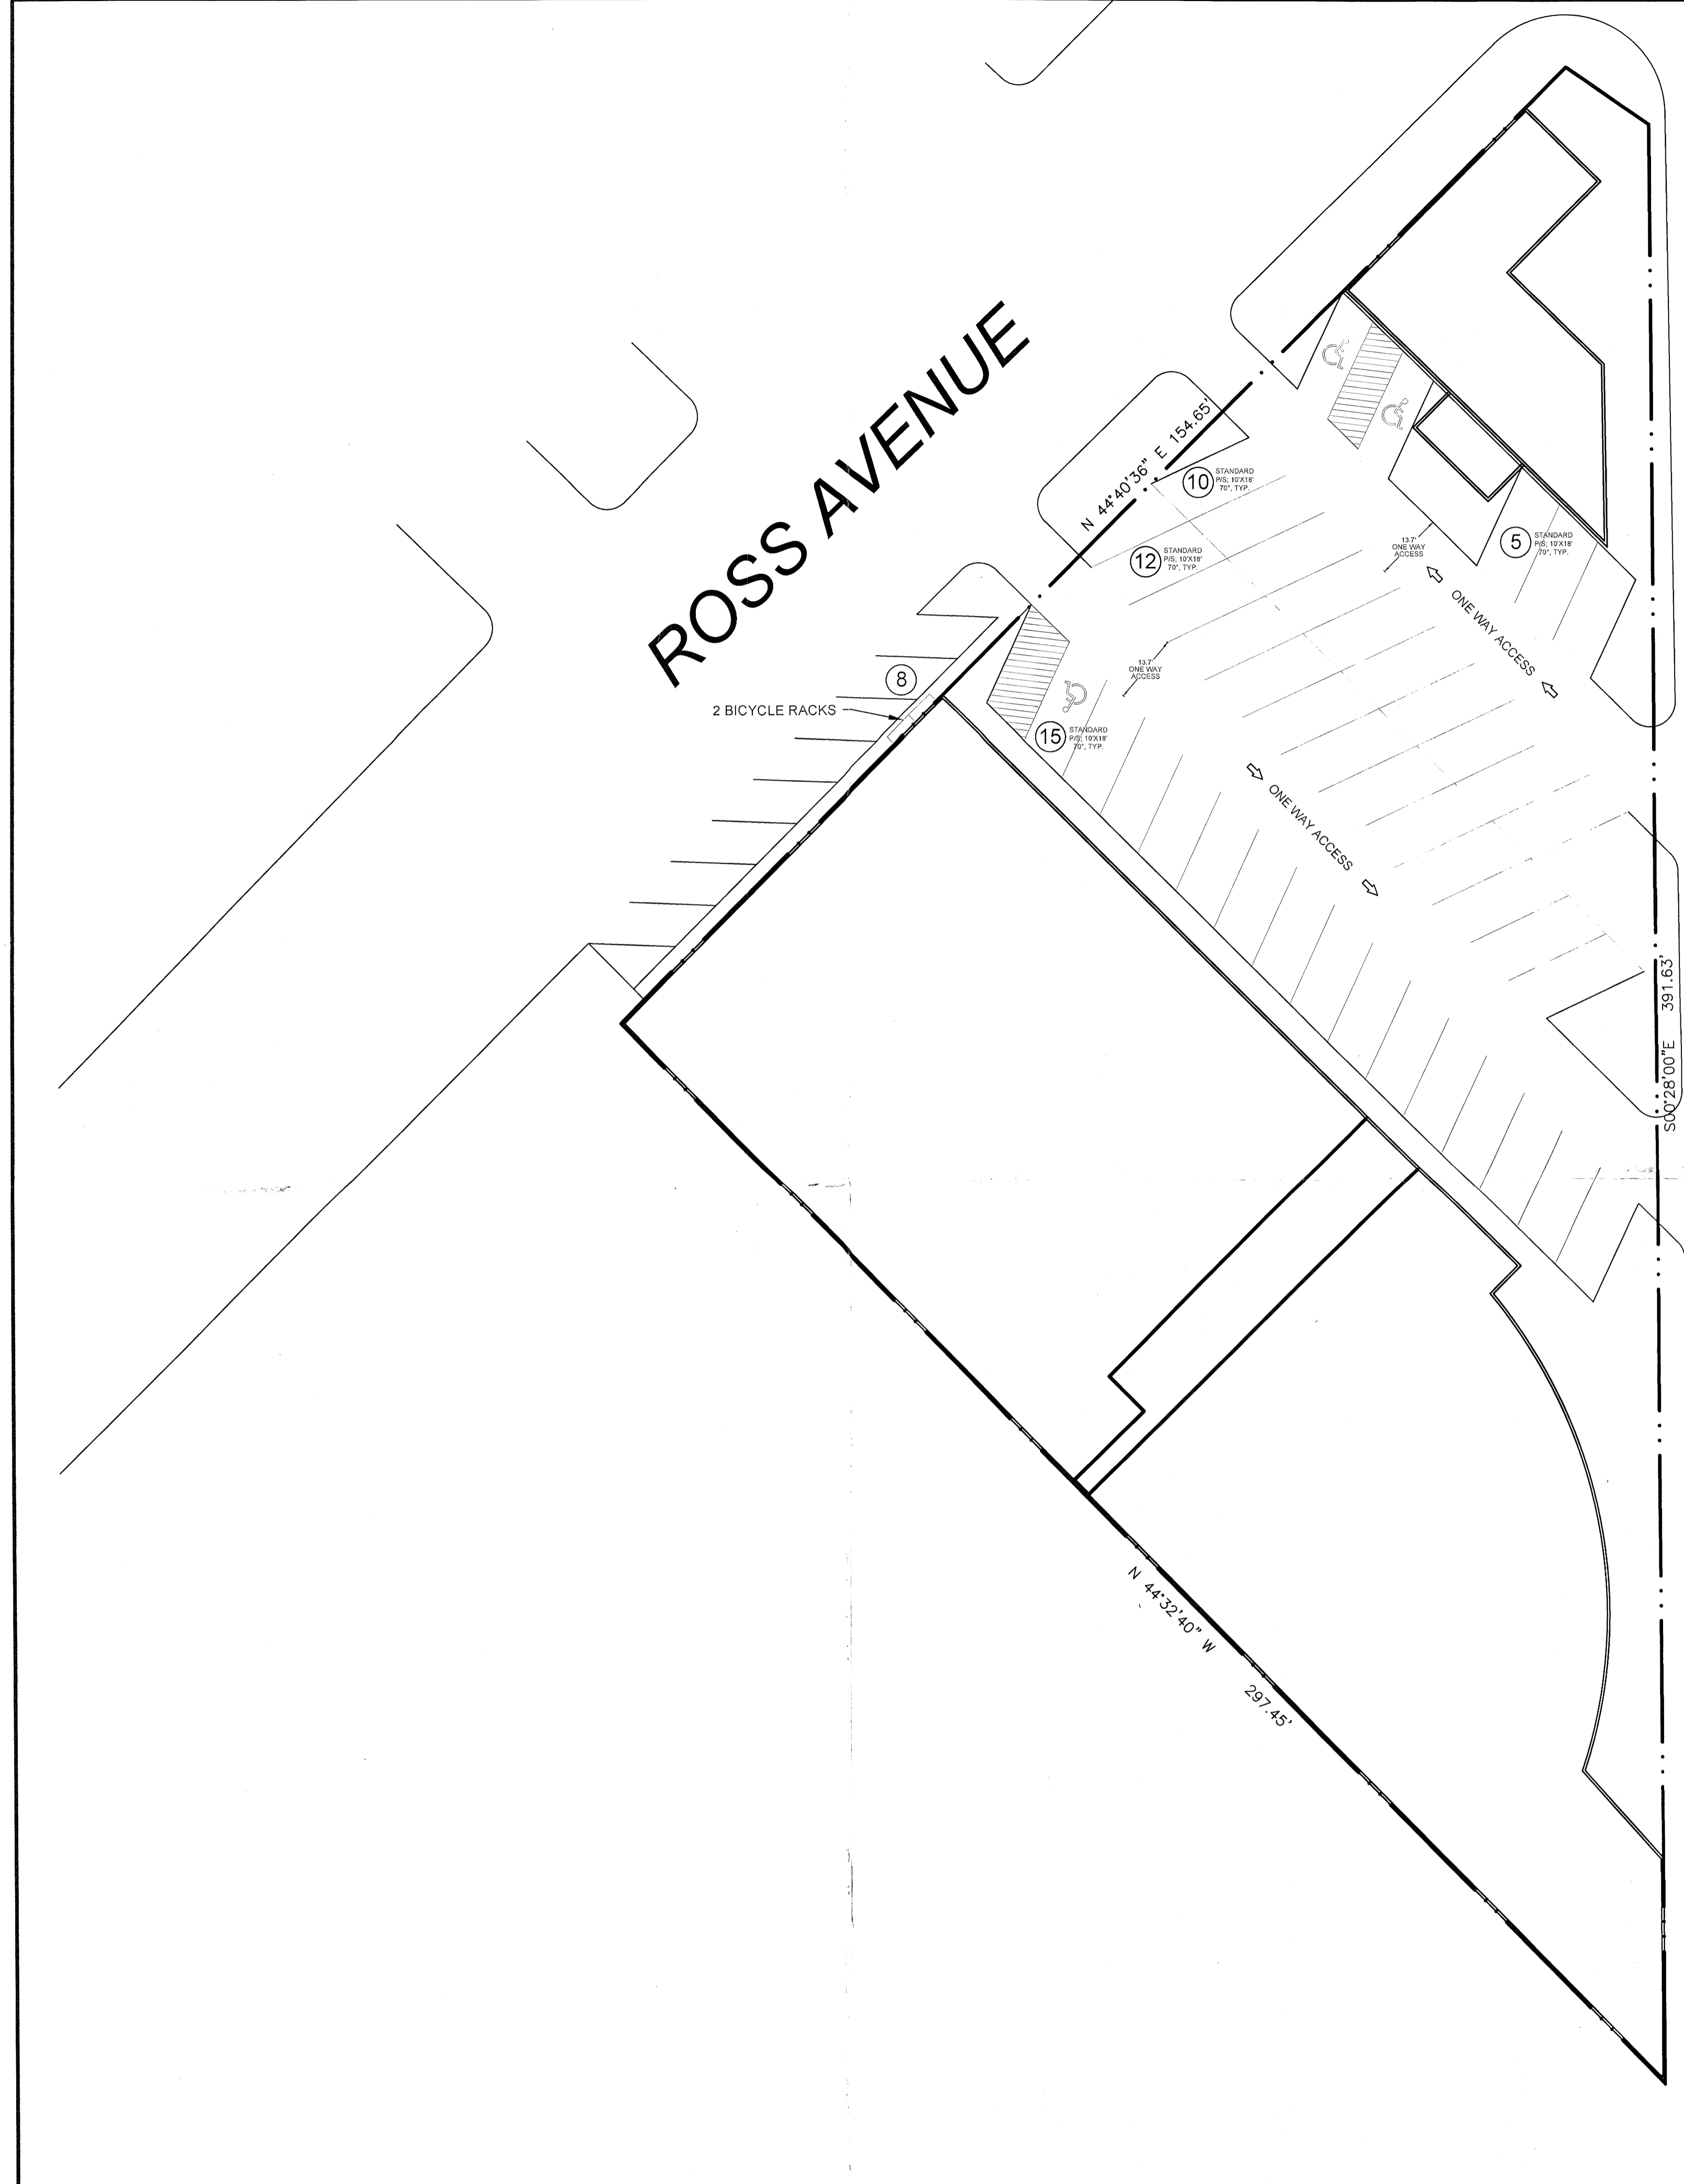 ROSS AVENUE
N 44°40'36" E 154.65'
10
STANDARD
P/S; 10'X18'
70°, TYP.
12
STANDARD
P/S; 10'X18'
70°, TYP.
13.7'
ONE WAY
ACCESS
5
STANDARD
P/S; 10'X18'
70°, TYP.
ONE WAY ACCESS
13.7'
ONE WAY
ACCESS
8
2 BICYCLE RACKS
15
STANDARD
P/S; 10'X18'
70°, TYP.
ONE WAY ACCESS
S00°28'00"E 391.63'
N 44°32'40" W
297.45'